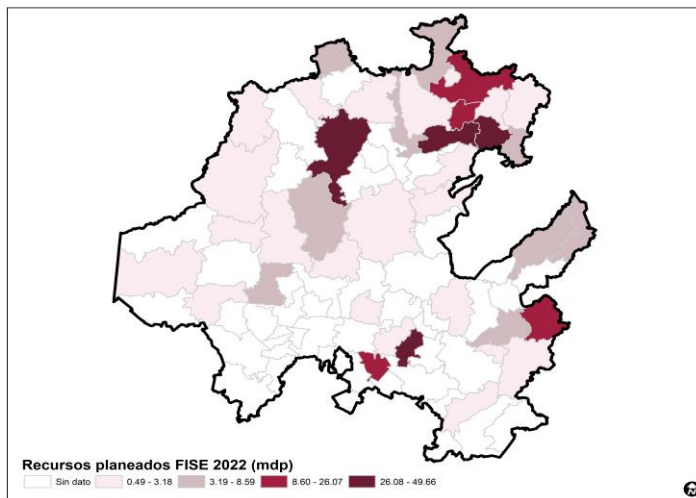 Recursos planeados FISE 2022 (mdp)
Sin dato 0.49 - 3.18 3.19 - 8.59 8.60 - 26.07 26.08 - 49.66